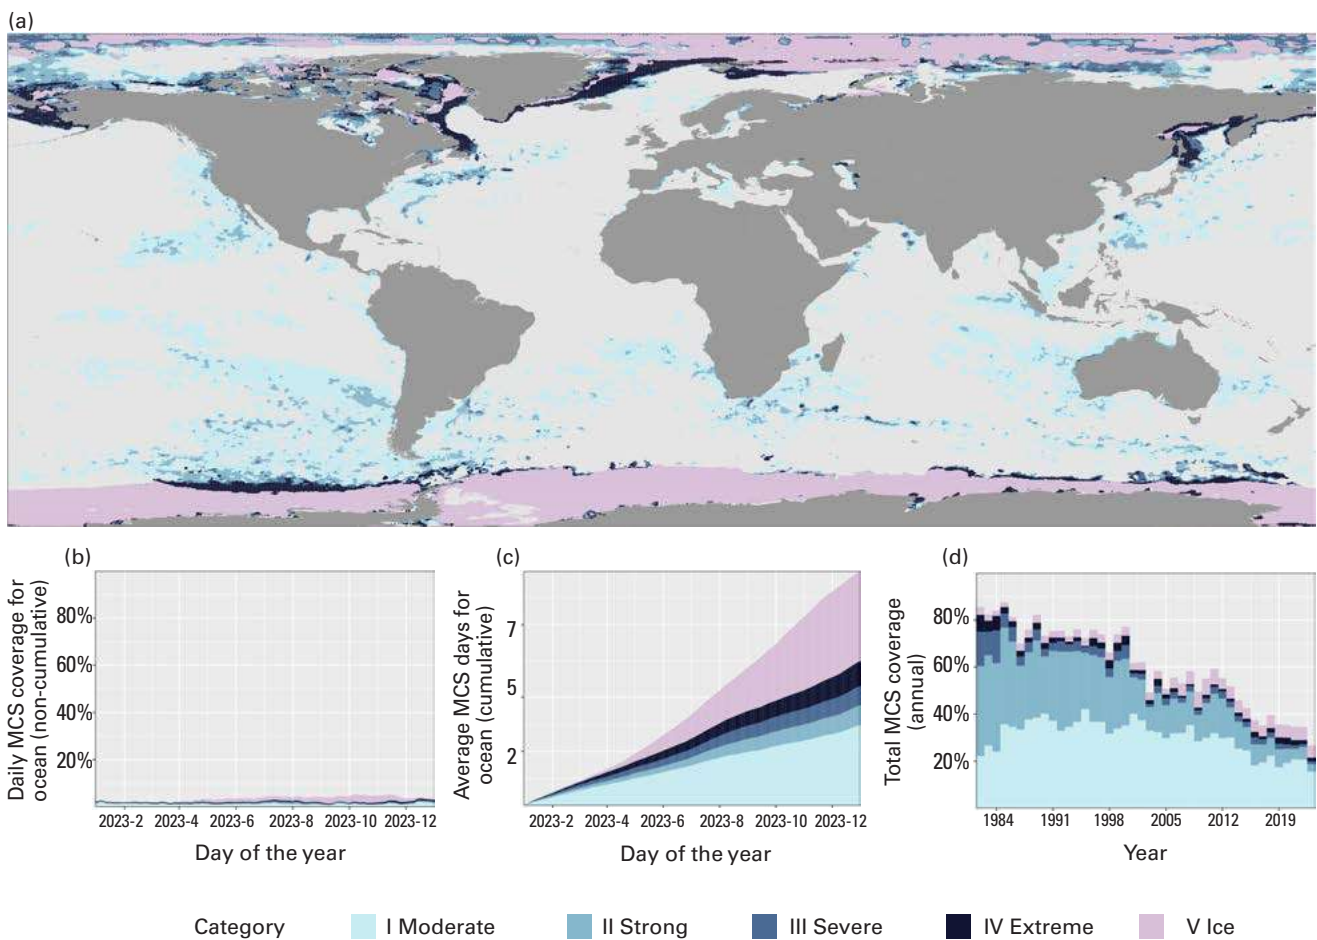 (a)
(b)
Daily MCS coverage for
ocean (non-cumulative)
80%
60%
40%
20%
2023-2 2023-4 2023-6 2023-8 2023-10 2023-12
Day of the year
(c)
Average MCS days for
ocean (cumulative)
7
5
2
2023-2 2023-4 2023-6 2023-8 2023-10 2023-12
Day of the year
(d)
Total MCS coverage
(annual)
80%
60%
40%
20%
1984 1991 1998 2005 2012 2019
Year
Category I Moderate II Strong III Severe IV Extreme V Ice